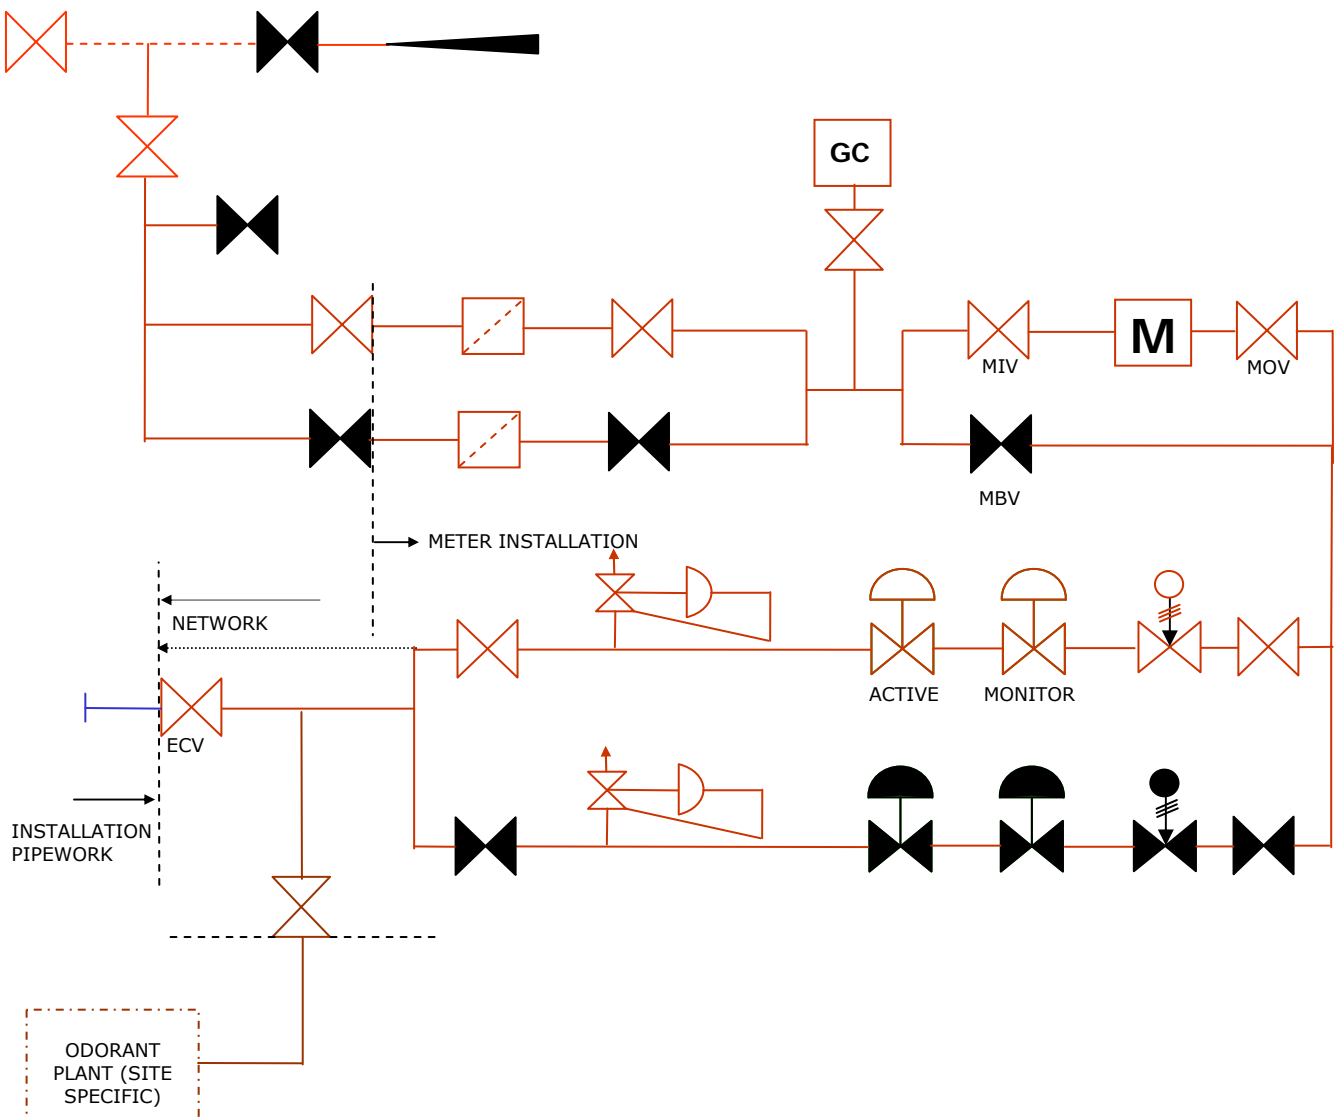 GC
M
MIV
MOV
MBV
METER INSTALLATION
NETWORK
ACTIVE
MONITOR
ECV
INSTALLATION
PIPEWORK
ODORANT
PLANT (SITE
SPECIFIC)